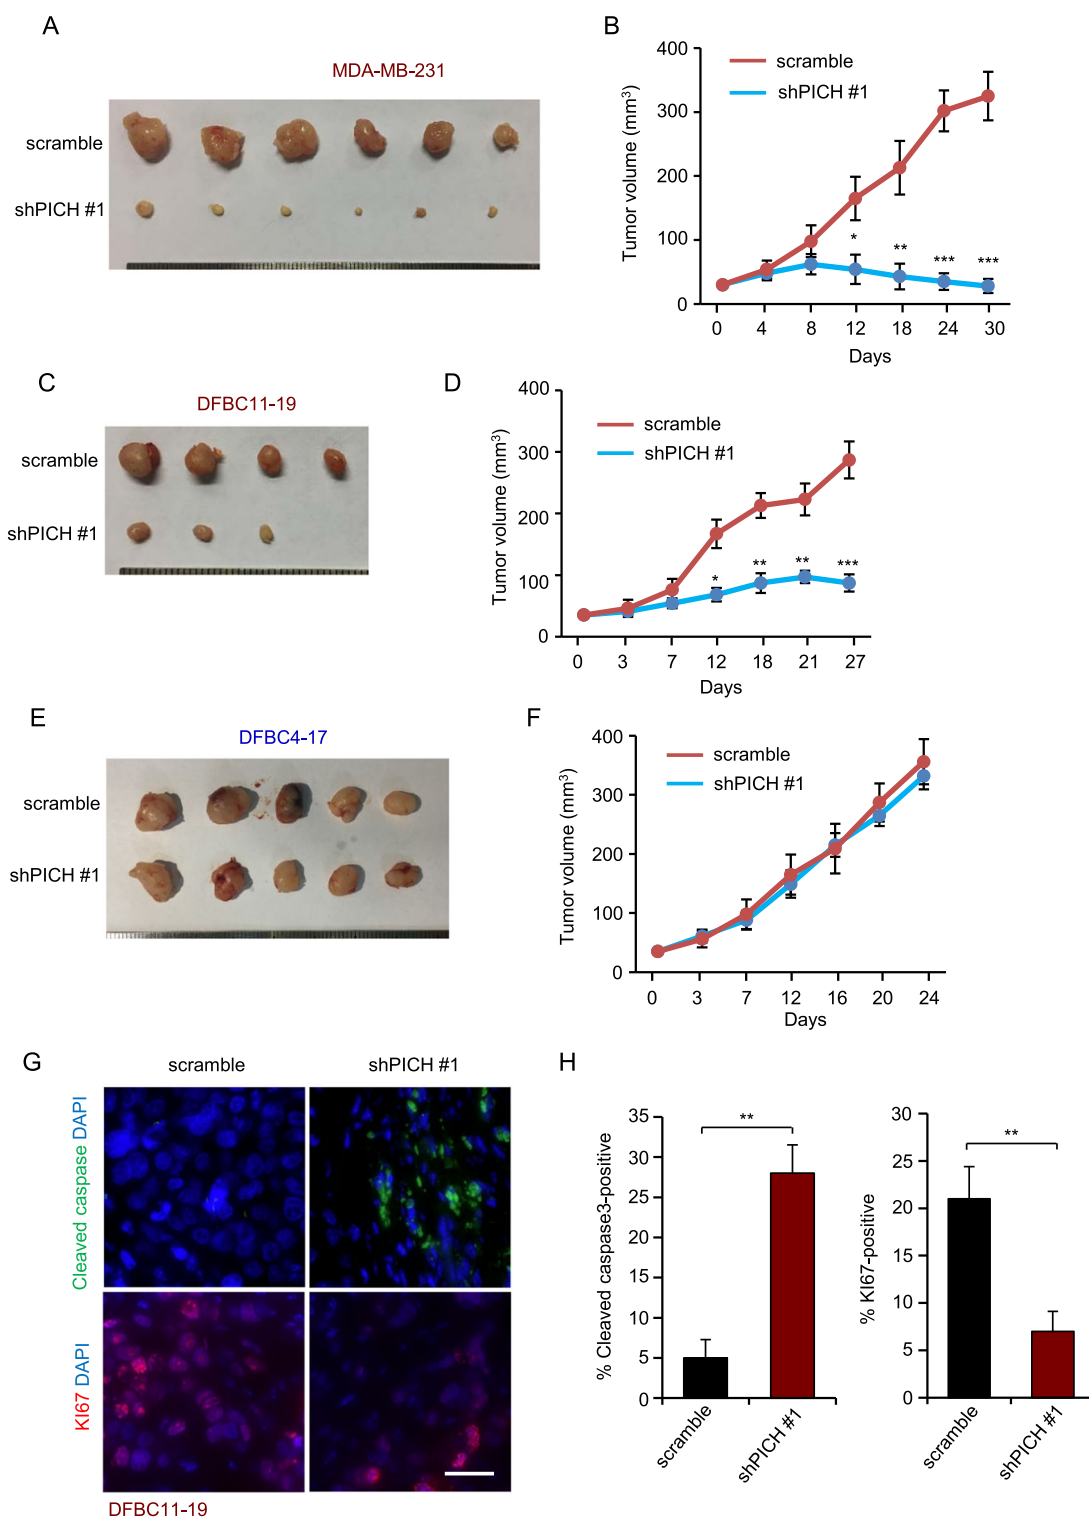 A
MDA-MB-231
scramble
shPICH #1
B
400
300
200
100
0
Tumor volume (mm³)
scramble
shPICH #1
*
**
***
***
0 4 8 12 18 24 30
Days
C
DFBC11-19
scramble
shPICH #1
D
400
300
200
100
0
Tumor volume (mm³)
scramble
shPICH #1
*
**
**
***
0 3 7 12 18 21 27
Days
E
DFBC4-17
scramble
shPICH #1
F
400
300
200
100
0
Tumor volume (mm³)
scramble
shPICH #1
0 3 7 12 16 20 24
Days
G
scramble shPICH #1
Cleaved caspase DAPI
KI67 DAPI
DFBC11-19
H
% Cleaved caspase3-positive
35
30
25
20
15
10
5
0
**
scramble
shPICH #1
% KI67-positive
30
25
20
15
10
5
0
**
scramble
shPICH #1